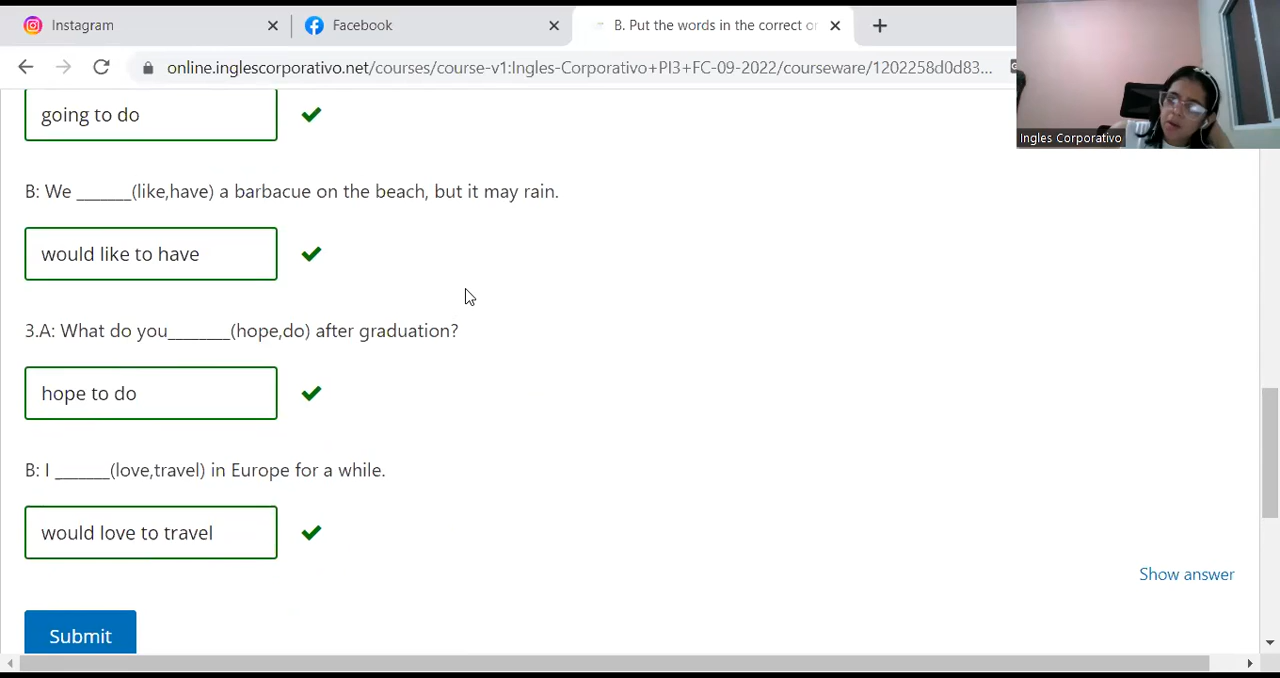 Instagram
Facebook
B. Put the words in the correct or
online.inglescorporativo.net/courses/course-v1:Ingles-Corporativo+PI3+FC-09-2022/courseware/1202258d0d83...
Ingles Corporativo
going to do
B: We ______(like,have) a barbacue on the beach, but it may rain.
would like to have
3.A: What do you_______(hope,do) after graduation?
hope to do
B: I ______(love,travel) in Europe for a while.
would love to travel
Show answer
Submit